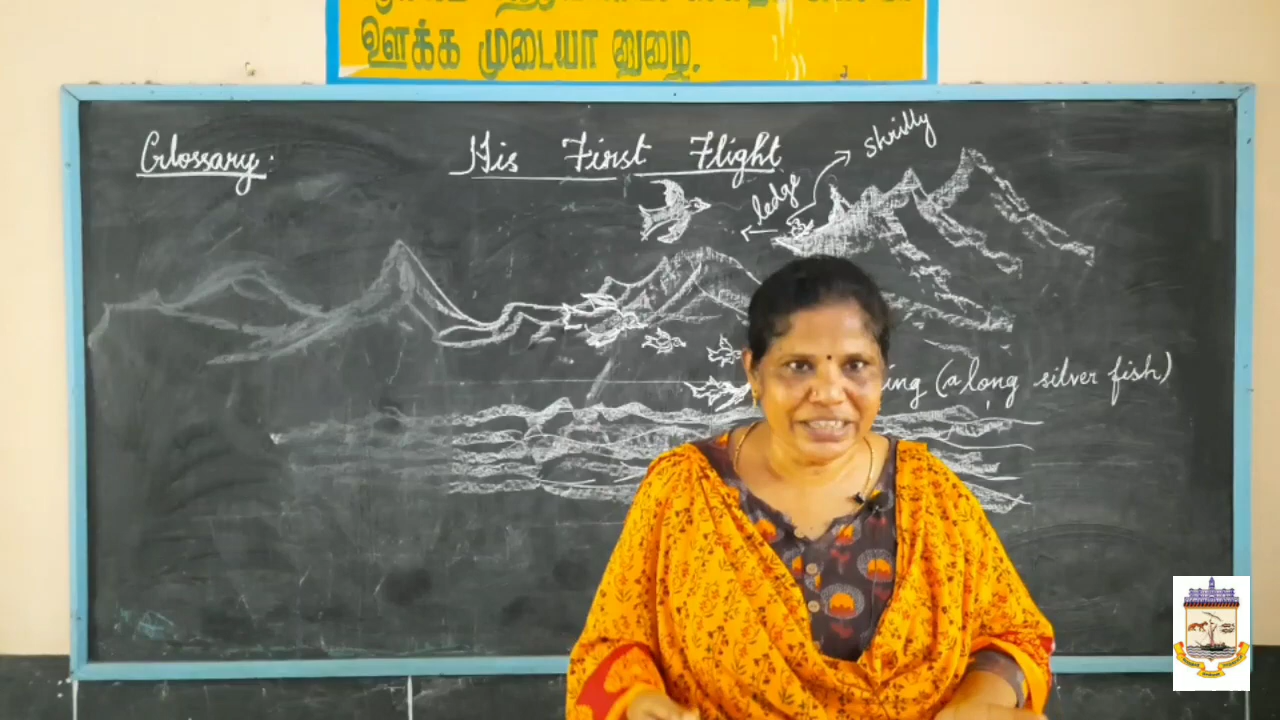 ஊக்க முடையா னுழை.
Glossary:
His First Flight
shrilly
ledge
(a long silver fish)